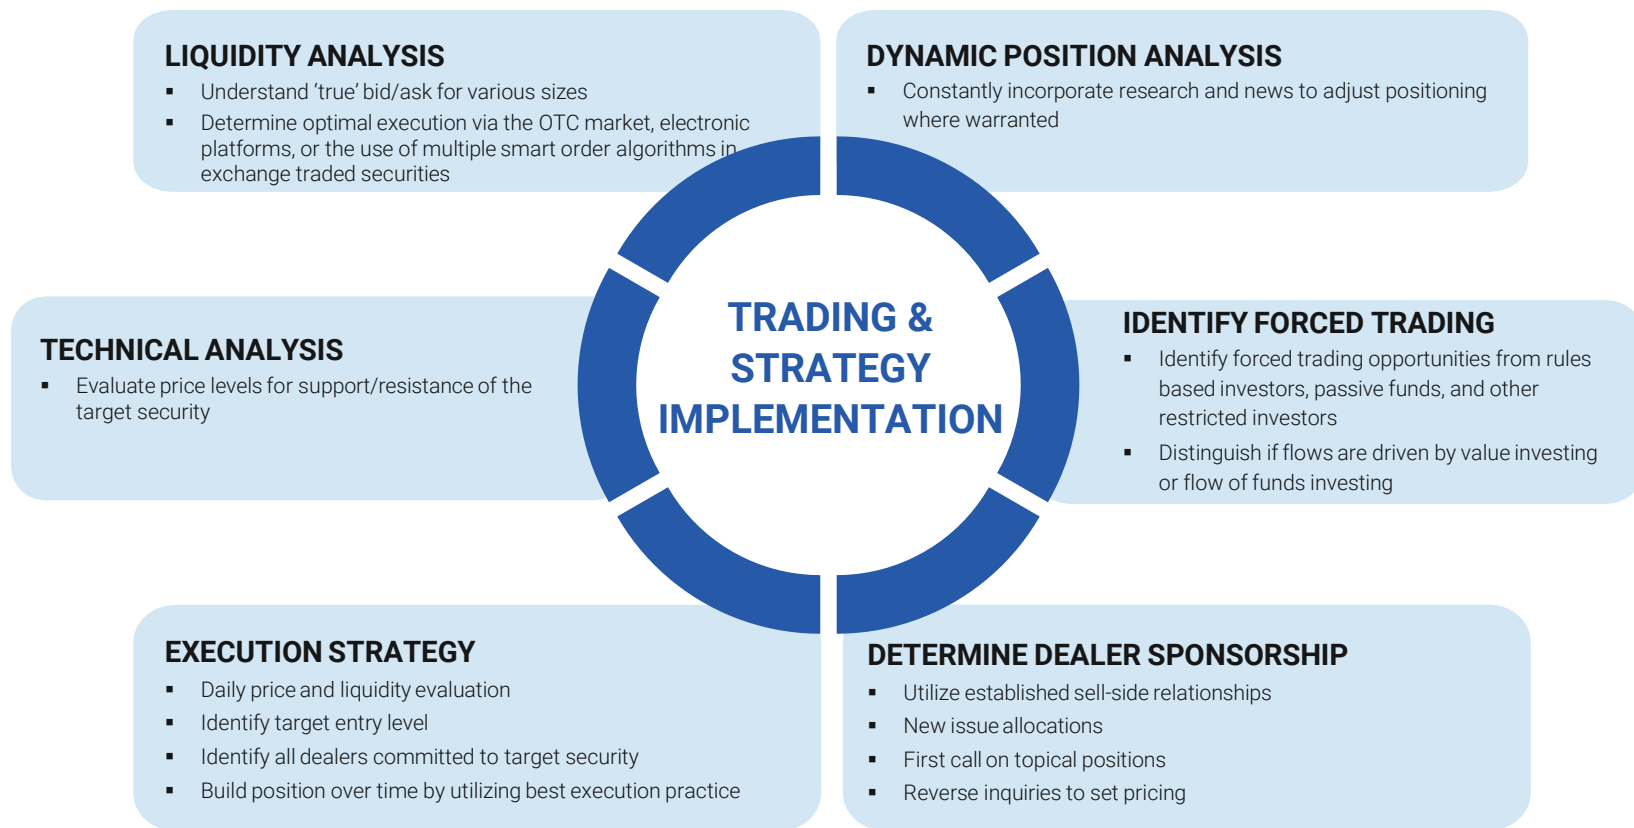 LIQUIDITY ANALYSIS
▪ Understand ‘true’ bid/ask for various sizes
▪ Determine optimal execution via the OTC market, electronic
platforms, or the use of multiple smart order algorithms in
exchange traded securities
DYNAMIC POSITION ANALYSIS
▪ Constantly incorporate research and news to adjust positioning
where warranted
TECHNICAL ANALYSIS
▪ Evaluate price levels for support/resistance of the
target security
TRADING &
STRATEGY
IMPLEMENTATION
IDENTIFY FORCED TRADING
▪ Identify forced trading opportunities from rules
based investors, passive funds, and other
restricted investors
▪ Distinguish if flows are driven by value investing
or flow of funds investing
EXECUTION STRATEGY
▪ Daily price and liquidity evaluation
▪ Identify target entry level
▪ Identify all dealers committed to target security
▪ Build position over time by utilizing best execution practice
DETERMINE DEALER SPONSORSHIP
▪ Utilize established sell-side relationships
▪ New issue allocations
▪ First call on topical positions
▪ Reverse inquiries to set pricing